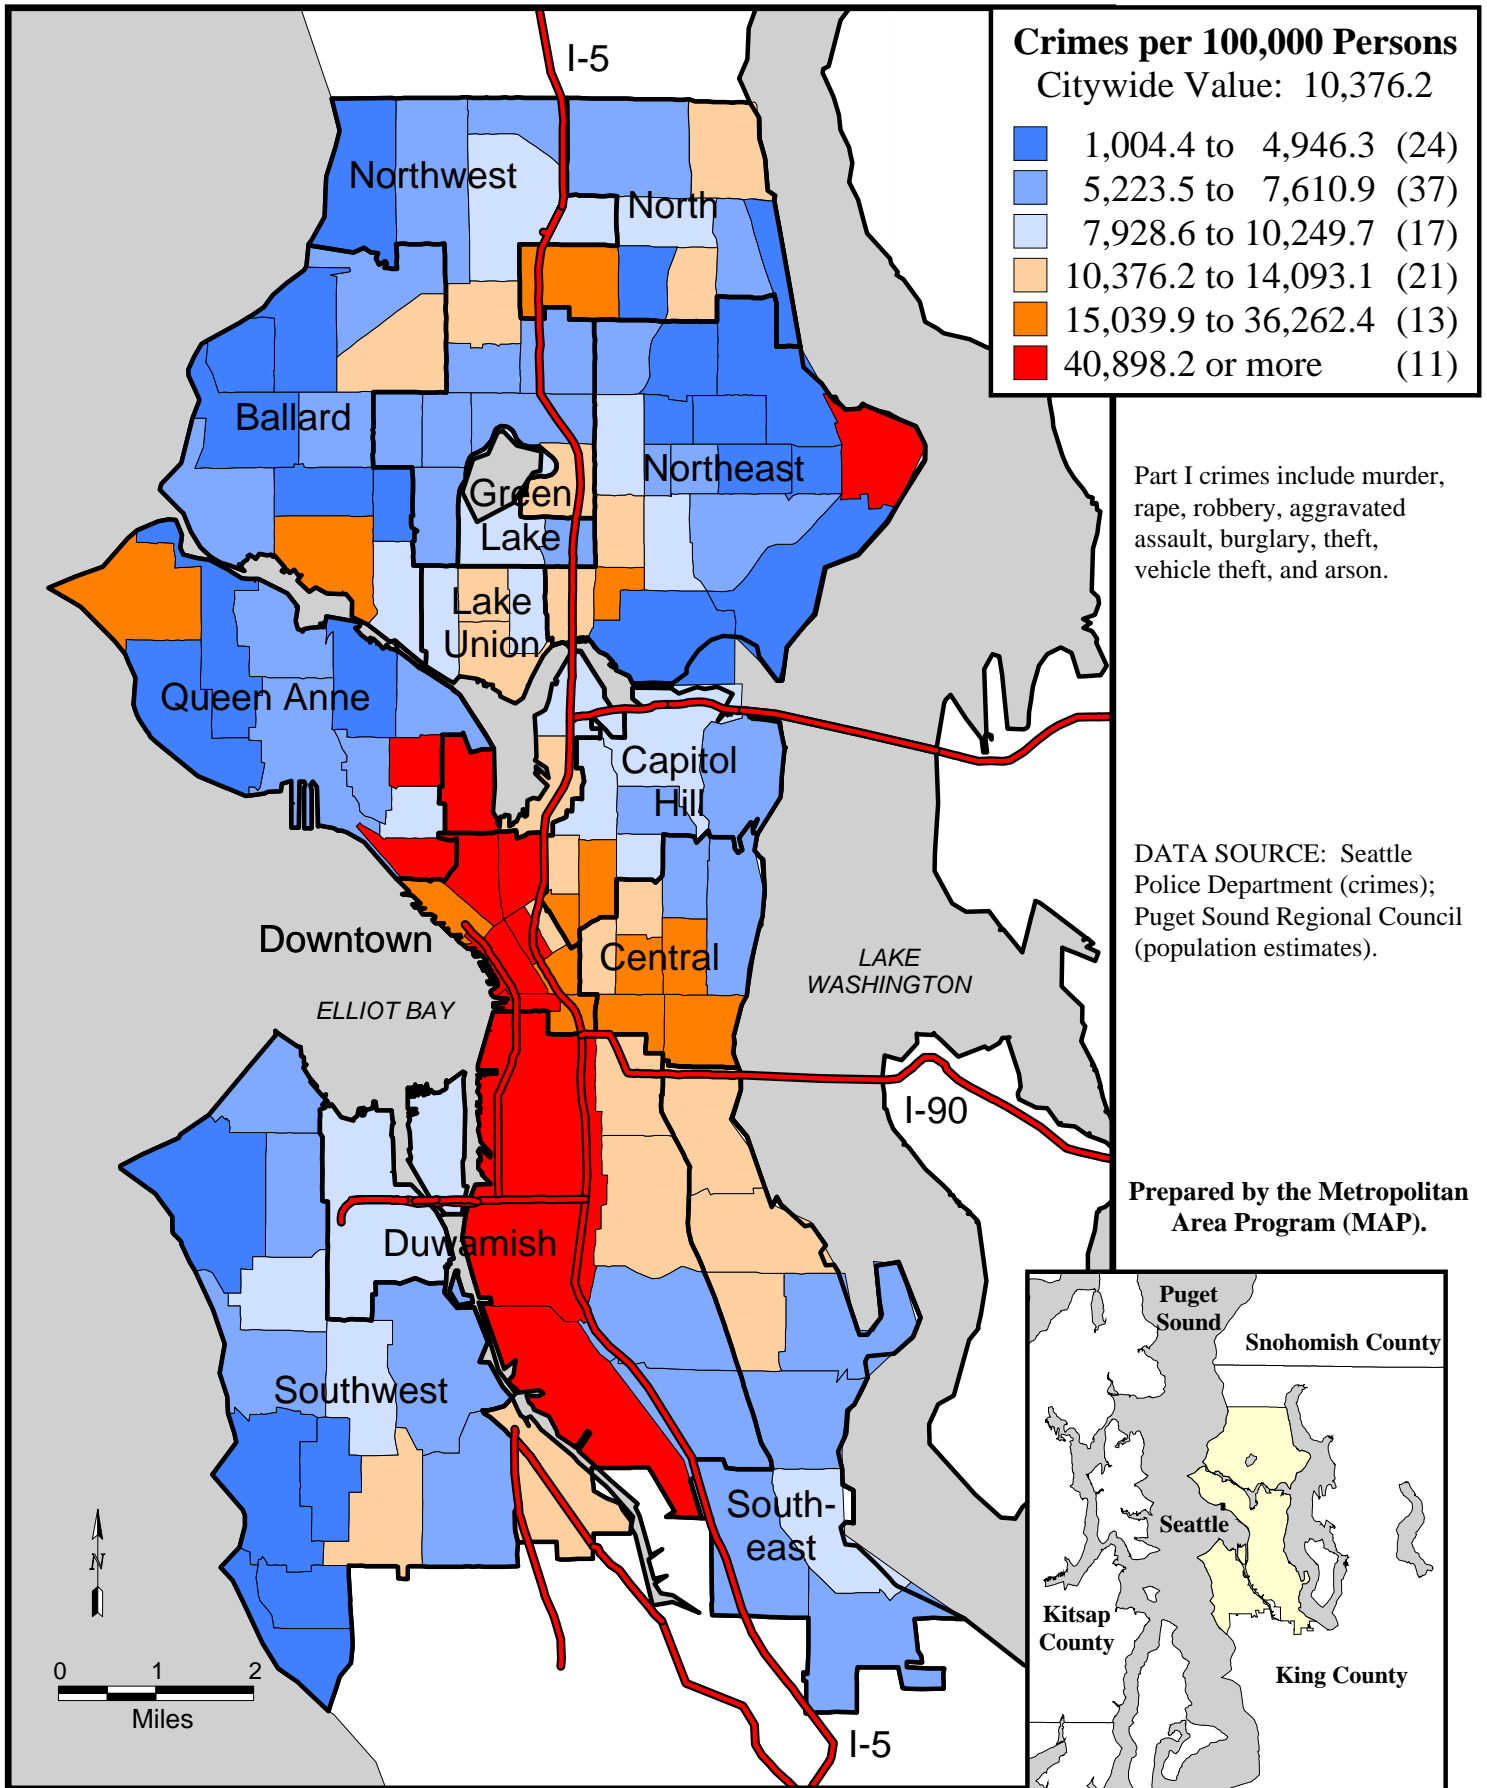 Crimes per 100,000 Persons
Citywide Value: 10,376.2
1,004.4 to 4,946.3 (24)
5,223.5 to 7,610.9 (37)
7,928.6 to 10,249.7 (17)
10,376.2 to 14,093.1 (21)
15,039.9 to 36,262.4 (13)
40,898.2 or more (11)
I-5
Northwest
North
Ballard
Northeast
Green
Lake
Lake
Union
Queen Anne
Capitol
Hill
Downtown
Central
LAKE
WASHINGTON
ELLIOT BAY
I-90
Duwamish
Southwest
South-
east
I-5
N
0 1 2
Miles
Part I crimes include murder,
rape, robbery, aggravated
assault, burglary, theft,
vehicle theft, and arson.
DATA SOURCE: Seattle
Police Department (crimes);
Puget Sound Regional Council
(population estimates).
Prepared by the Metropolitan
Area Program (MAP).
Puget
Sound
Snohomish County
Seattle
Kitsap
County
King County